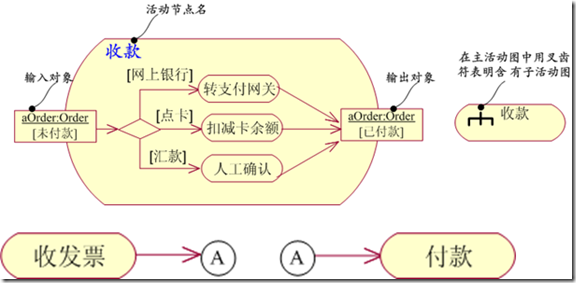 活动节点名
收款
输入对象
[网上银行]
转支付网关
输出对象
在主活动图中用叉齿
符表明含 有子活动图
aOrder:Order
[未付款]
[点卡]
扣减卡余额
aOrder:Order
[已付款]
收款
[汇款]
人工确认
收发票
A
A
付款